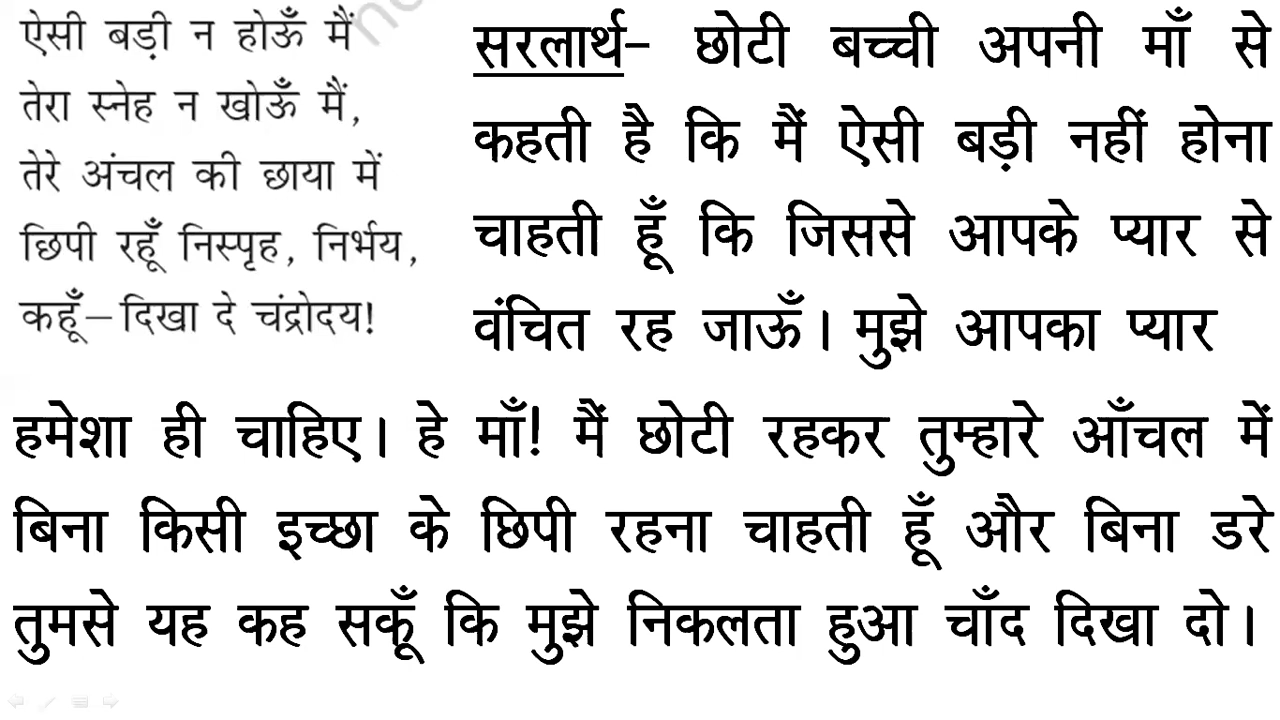 ऐसी बड़ी न होऊँ मैं
तेरा स्नेह न खोऊँ मैं,
तेरे अंचल की छाया में
छिपी रहूँ निस्पृह, निर्भय,
कहूँ—दिखा दे चंद्रोदय!
सरलार्थ- छोटी बच्ची अपनी माँ से
कहती है कि मैं ऐसी बड़ी नहीं होना
चाहती हूँ कि जिससे आपके प्यार से
वंचित रह जाऊँ। मुझे आपका प्यार
हमेशा ही चाहिए। हे माँ! मैं छोटी रहकर तुम्हारे आँचल में
बिना किसी इच्छा के छिपी रहना चाहती हूँ और बिना डरे
तुमसे यह कह सकूँ कि मुझे निकलता हुआ चाँद दिखा दो।